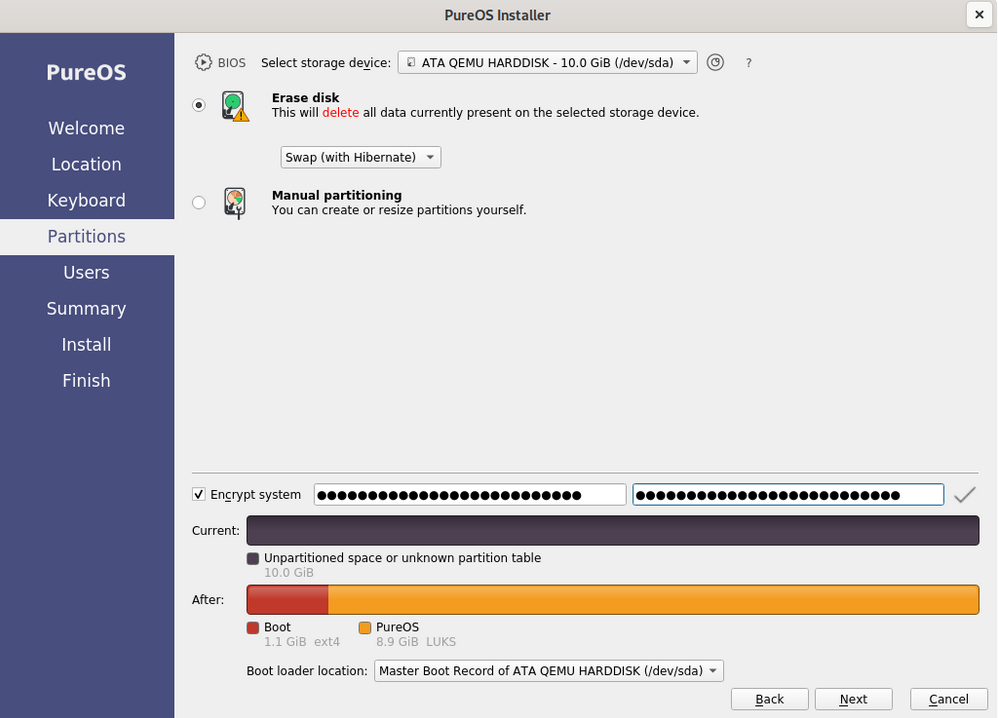 PureOS Installer
PureOS
Welcome
Location
Keyboard
Partitions
Users
Summary
Install
Finish
BIOS Select storage device: ATA QEMU HARDDISK - 10.0 GiB (/dev/sda) ?
Erase disk
This will delete all data currently present on the selected storage device.
Swap (with Hibernate)
Manual partitioning
You can create or resize partitions yourself.
Encrypt system ●●●●●●●●●●●●●●●●●●●●●●●●●● ●●●●●●●●●●●●●●●●●●●●●●●●●●
Current:
Unpartitioned space or unknown partition table
10.0 GiB
After:
Boot PureOS
1.1 GiB ext4 8.9 GiB LUKS
Boot loader location: Master Boot Record of ATA QEMU HARDDISK (/dev/sda)
Back Next Cancel